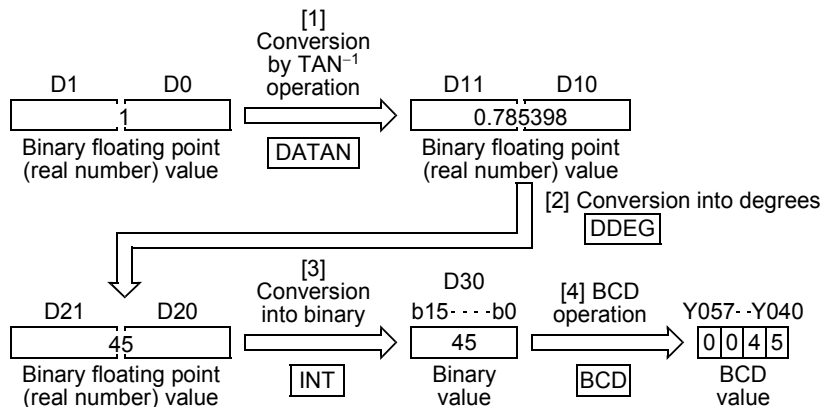 [1]
Conversion
by TAN⁻¹
operation
D1 D0
1
Binary floating point
(real number) value
DATAN
D11 D10
0.785398
Binary floating point
(real number) value
[2] Conversion into degrees
DDEG
D21 D20
45
Binary floating point
(real number) value
[3]
Conversion
into binary
INT
D30
b15- - - -b0
45
Binary
value
[4] BCD
operation
BCD
Y057- -Y040
0 0 4 5
BCD
value